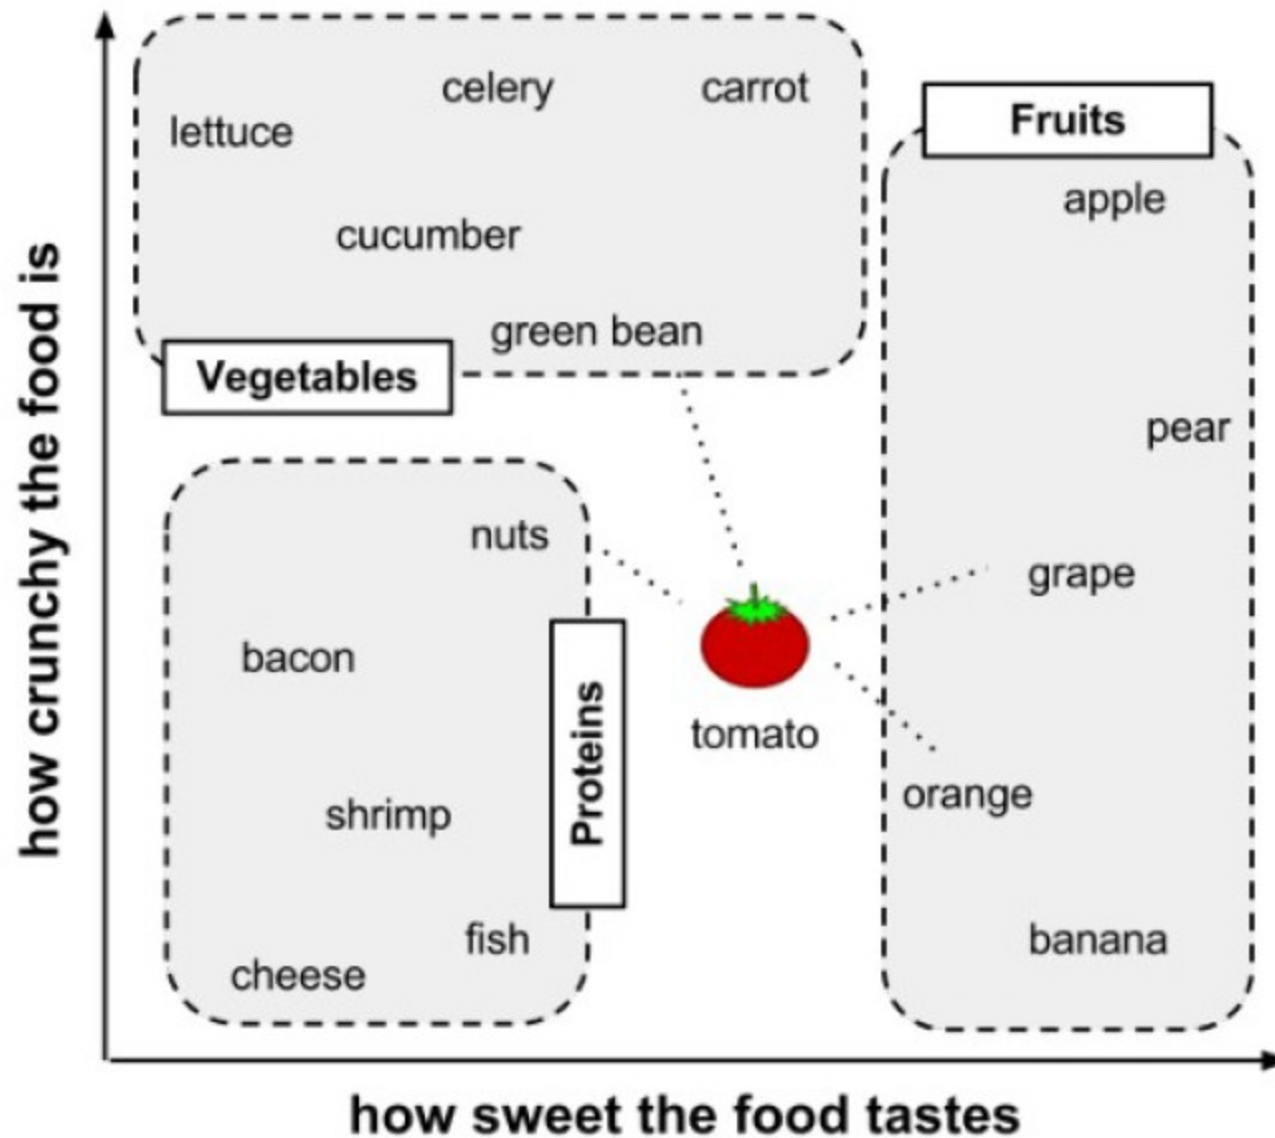 celery
carrot
lettuce
Fruits
apple
cucumber
green bean
Vegetables
pear
nuts
grape
bacon
Proteins
tomato
orange
shrimp
fish
banana
cheese
how crunchy the food is
how sweet the food tastes